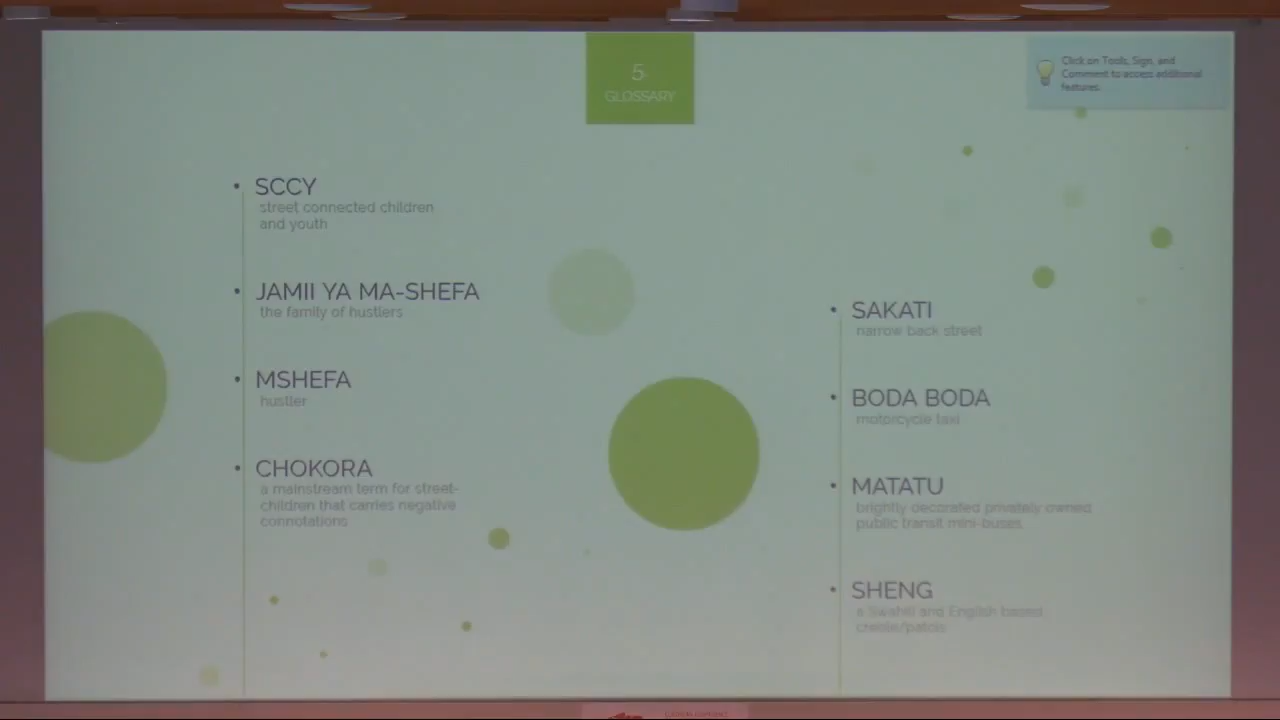 5
GLOSSARY
Click on Tools, Sign, and
Comment to access additional
features.
• SCCY
street connected children
and youth
• JAMII YA MA-SHEFA
the family of hustlers
• MSHEFA
hustler
• CHOKORA
a mainstream term for street-
children that carries negative
connotations
• SAKATI
narrow back street
• BODA BODA
motorcycle taxi
• MATATU
brightly decorated privately owned
public transit mini-buses
• SHENG
a Swahili and English based
creole/patois